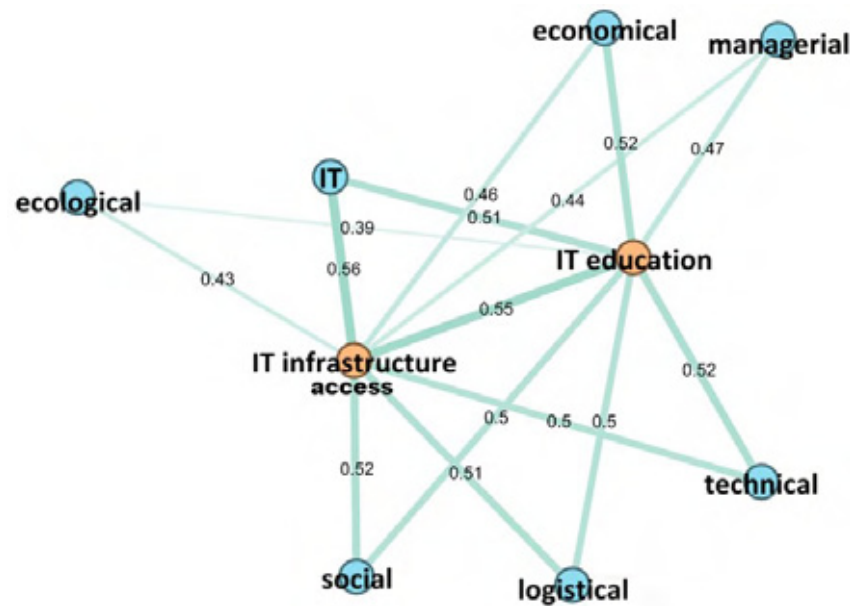 economical
managerial
0.52
0.47
IT
0.46
0.44
ecological
0.51
0.39
IT education
0.56
0.43
0.55
IT infrastructure
access
0.52
0.5
0.5
0.5
0.52
0.51
technical
social
logistical